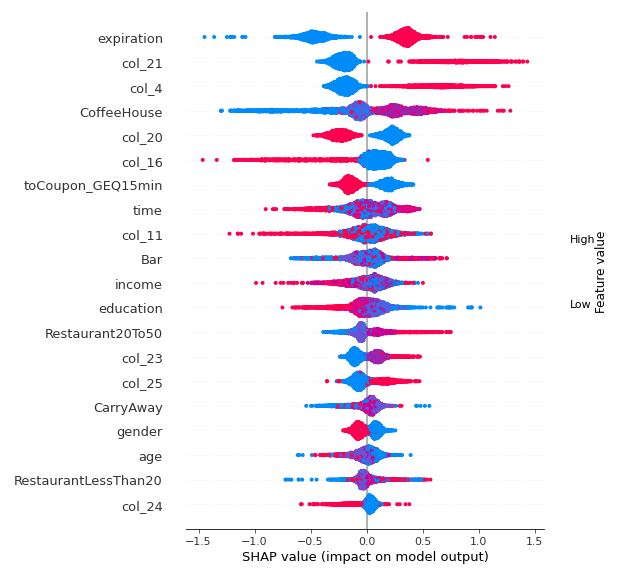 expiration
col_21
col_4
CoffeeHouse
col_20
col_16
toCoupon_GEQ15min
time
col_11
Bar
income
education
Restaurant20To50
col_23
col_25
CarryAway
gender
age
RestaurantLessThan20
col_24
−1.5 −1.0 −0.5 0.0 0.5 1.0 1.5
SHAP value (impact on model output)
High
Low
Feature value